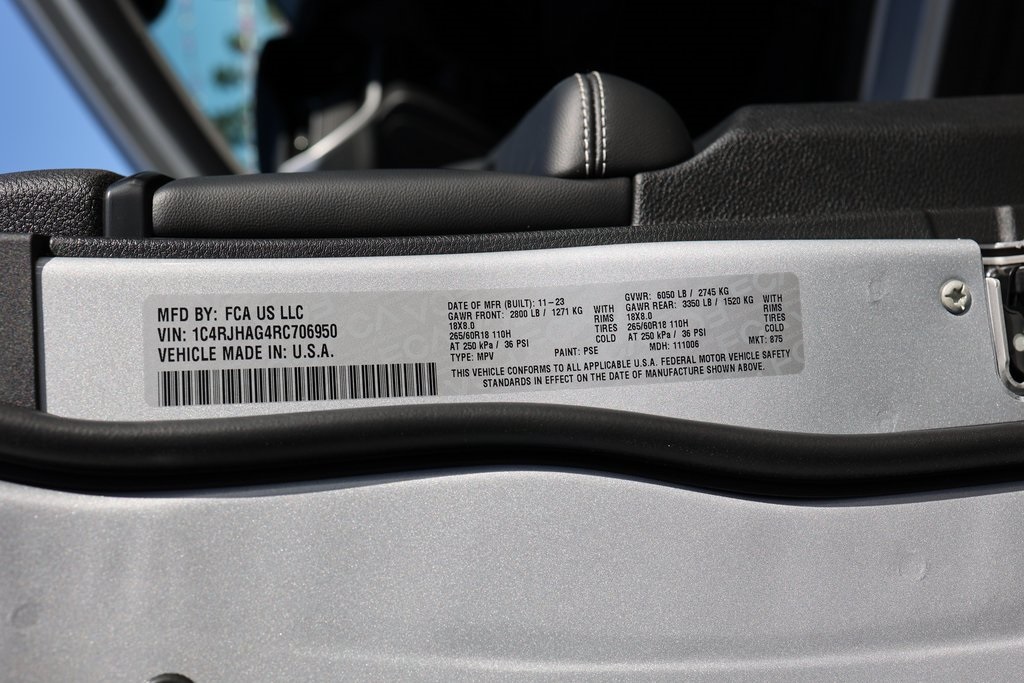 MFD BY: FCA US LLC
VIN: 1C4RJHAG4RC706950
VEHICLE MADE IN: U.S.A.
DATE OF MFR (BUILT): 11-23
GAWR FRONT: 2800 LB / 1271 KG WITH
18X8.0 RIMS
265/60R18 110H TIRES
AT 250 kPa / 36 PSI COLD
TYPE: MPV PAINT: PSE
GVWR: 6050 LB / 2745 KG
GAWR REAR: 3350 LB / 1520 KG WITH
18X8.0 RIMS
265/60R18 110H TIRES
AT 250 kPa / 36 PSI COLD
MDH: 111006 MKT: 875
THIS VEHICLE CONFORMS TO ALL APPLICABLE U.S.A. FEDERAL MOTOR VEHICLE SAFETY
STANDARDS IN EFFECT ON THE DATE OF MANUFACTURE SHOWN ABOVE.